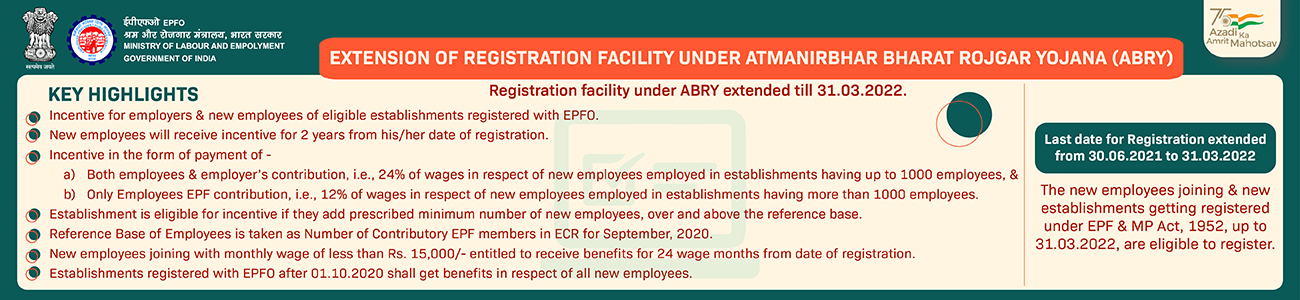 ईपीएफओ EPFO
श्रम और रोजगार मंत्रालय, भारत सरकार
MINISTRY OF LABOUR AND EMPOLYMENT
GOVERNMENT OF INDIA
सत्यमेव जयते
75
Azadi Ka
Amrit Mahotsav
EXTENSION OF REGISTRATION FACILITY UNDER ATMANIRBHAR BHARAT ROJGAR YOJANA (ABRY)
KEY HIGHLIGHTS
Registration facility under ABRY extended till 31.03.2022.
Incentive for employers & new employees of eligible establishments registered with EPFO.
New employees will receive incentive for 2 years from his/her date of registration.
Incentive in the form of payment of -
a) Both employees & employer's contribution, i.e., 24% of wages in respect of new employees employed in establishments having up to 1000 employees, &
b) Only Employees EPF contribution, i.e., 12% of wages in respect of new employees employed in establishments having more than 1000 employees.
Establishment is eligible for incentive if they add prescribed minimum number of new employees, over and above the reference base.
Reference Base of Employees is taken as Number of Contributory EPF members in ECR for September, 2020.
New employees joining with monthly wage of less than Rs. 15,000/- entitled to receive benefits for 24 wage months from date of registration.
Establishments registered with EPFO after 01.10.2020 shall get benefits in respect of all new employees.
Last date for Registration extended
from 30.06.2021 to 31.03.2022
The new employees joining & new
establishments getting registered
under EPF & MP Act, 1952, up to
31.03.2022, are eligible to register.